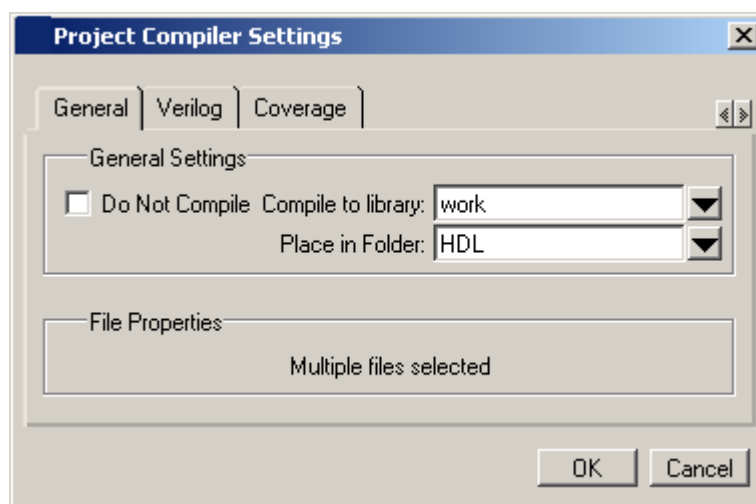 Project Compiler Settings
General Verilog Coverage
General Settings
Do Not Compile Compile to library: work
Place in Folder: HDL
File Properties
Multiple files selected
OK Cancel